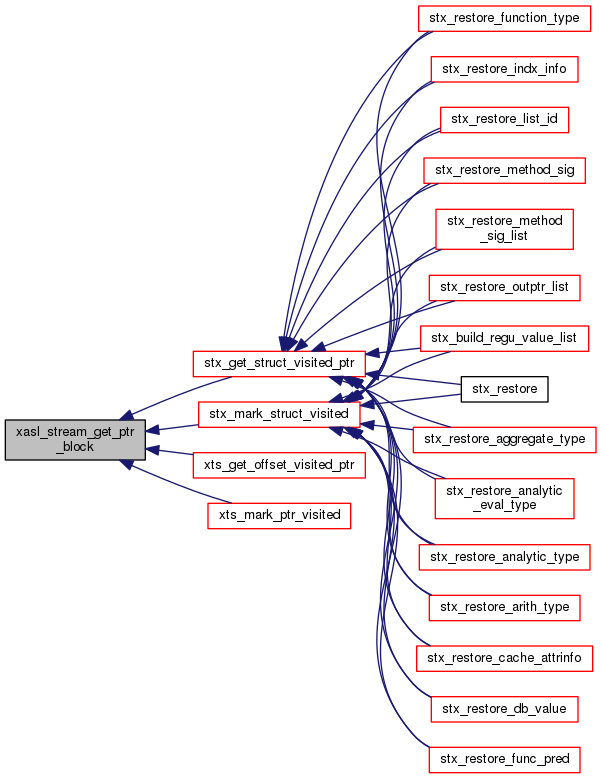 xasl_stream_get_ptr
_block
stx_get_struct_visited_ptr
stx_mark_struct_visited
xts_get_offset_visited_ptr
xts_mark_ptr_visited
stx_restore_function_type
stx_restore_indx_info
stx_restore_list_id
stx_restore_method_sig
stx_restore_method
_sig_list
stx_restore_outptr_list
stx_build_regu_value_list
stx_restore
stx_restore_aggregate_type
stx_restore_analytic
_eval_type
stx_restore_analytic_type
stx_restore_arith_type
stx_restore_cache_attrinfo
stx_restore_db_value
stx_restore_func_pred